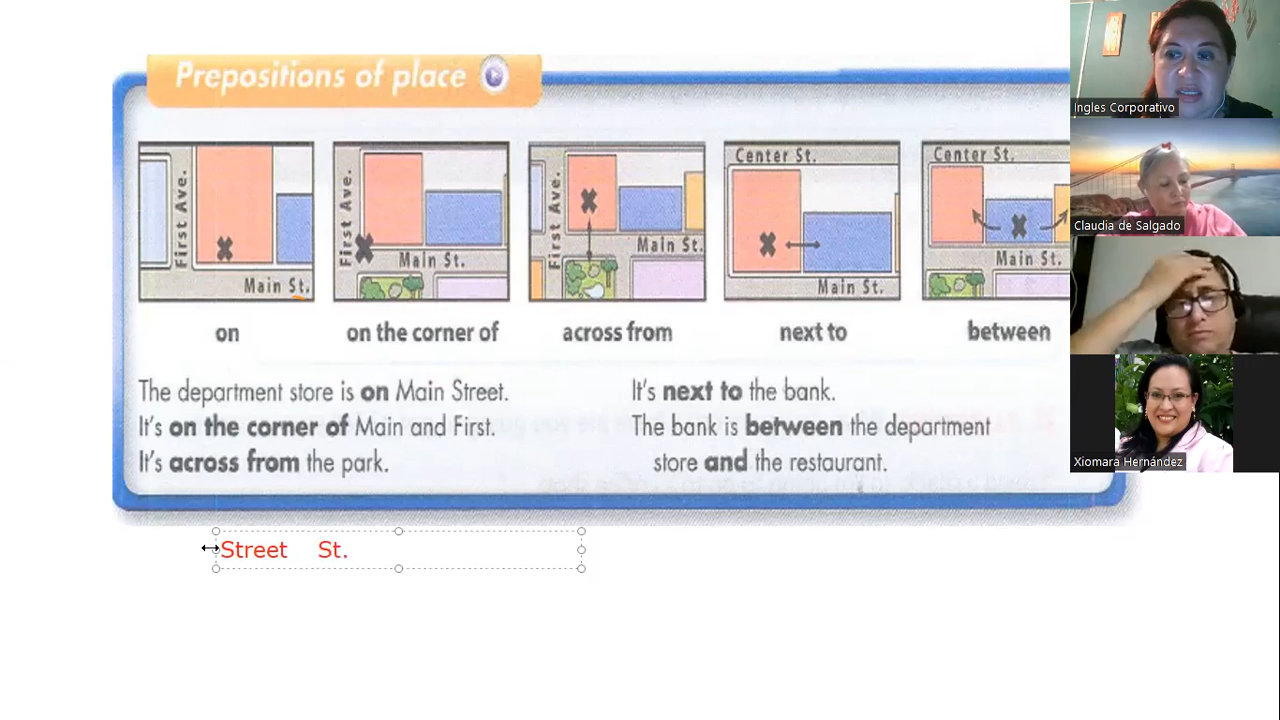 Prepositions of place
First Ave.
Main St.
First Ave.
Main St.
First Ave.
Main St.
Center St.
Main St.
Center St.
Main St.
on
on the corner of
across from
next to
between
The department store is on Main Street.
It's on the corner of Main and First.
It's across from the park.
It's next to the bank.
The bank is between the department
store and the restaurant.
Street St.
Ingles Corporativo
Claudia de Salgado
Xiomara Hernández